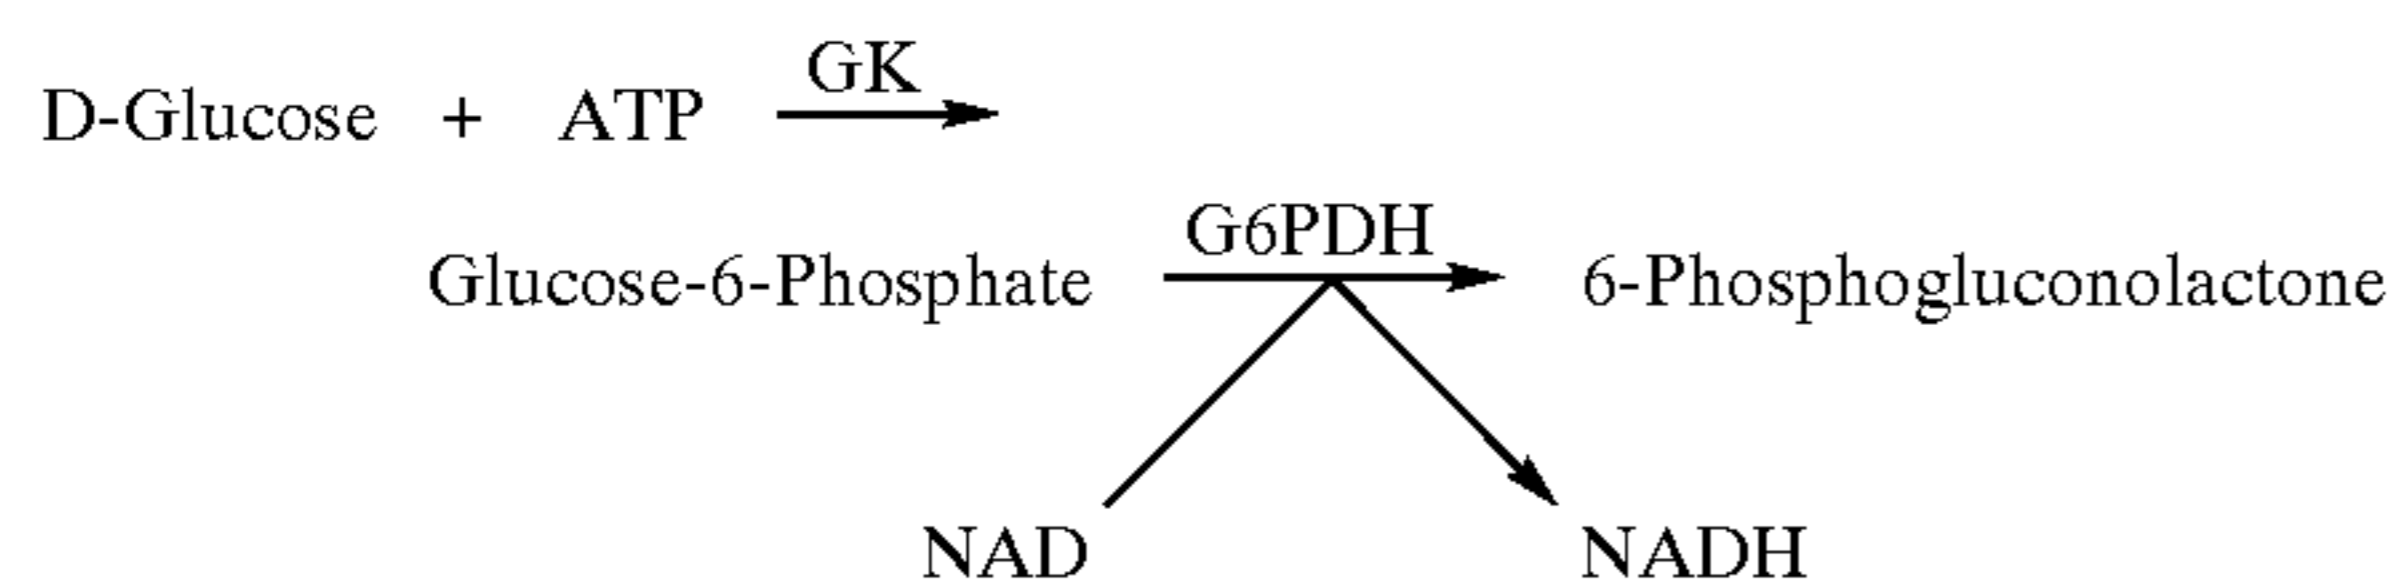 GK
D-Glucose + ATP
G6PDH
Glucose-6-Phosphate 6-Phosphogluconolactone
NAD NADH